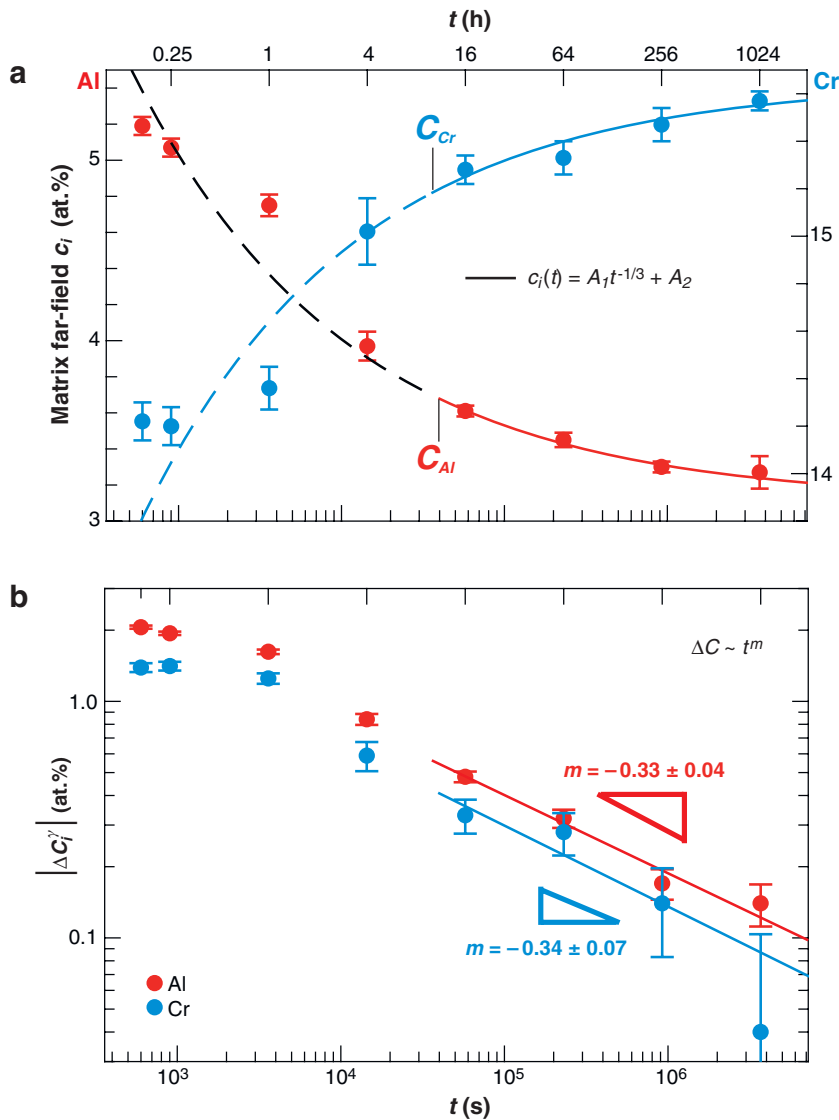 t (h)
0.25 1 4 16 64 256 1024
a
Al
Cr
5
4
3
Matrix far-field c_i (at.%)
C_Cr
15
c_i(t) = A_1t^-1/3 + A_2
C_Al
14
b
ΔC ~ t^m
1.0
m = −0.33 ± 0.04
|ΔC_i^γ| (at.%)
0.1
m = −0.34 ± 0.07
Al
Cr
10^3 10^4 10^5 10^6
t (s)